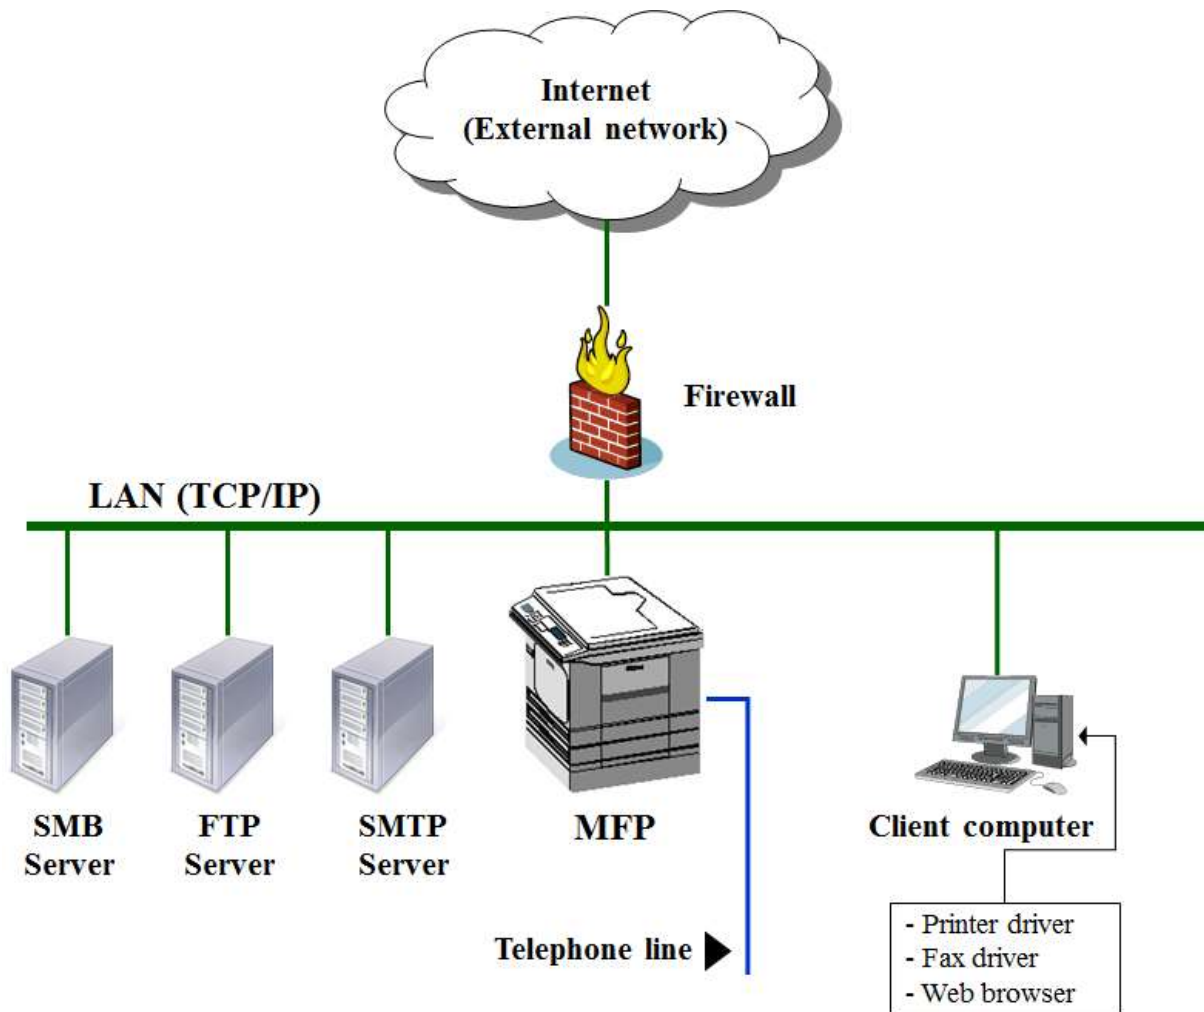 Internet
(External network)
Firewall
LAN (TCP/IP)
SMB
Server
FTP
Server
SMTP
Server
MFP
Client computer
Telephone line
- Printer driver
- Fax driver
- Web browser